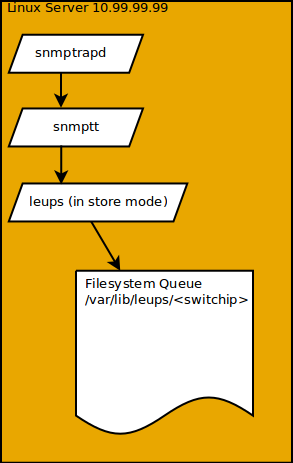 Linux Server 10.99.99.99
snmptrapd
snmptt
leups (in store mode)
Filesystem Queue
/var/lib/leups/<switchip>